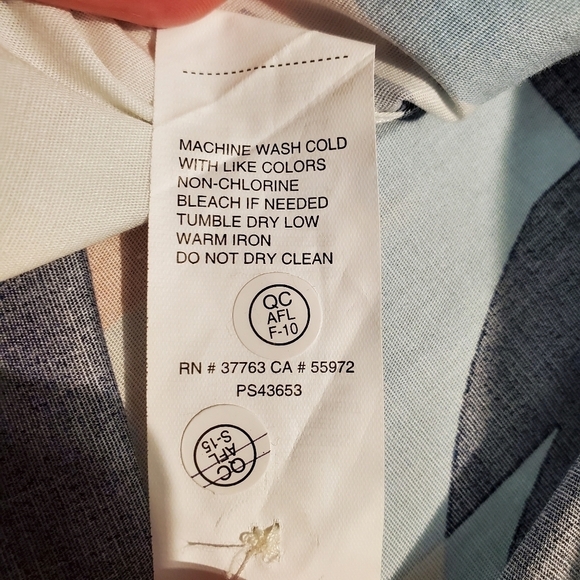 MACHINE WASH COLD
WITH LIKE COLORS
NON-CHLORINE
BLEACH IF NEEDED
TUMBLE DRY LOW
WARM IRON
DO NOT DRY CLEAN
QC
AFL
F-10
RN # 37763 CA # 55972
PS43653
QC
AFL
S-15